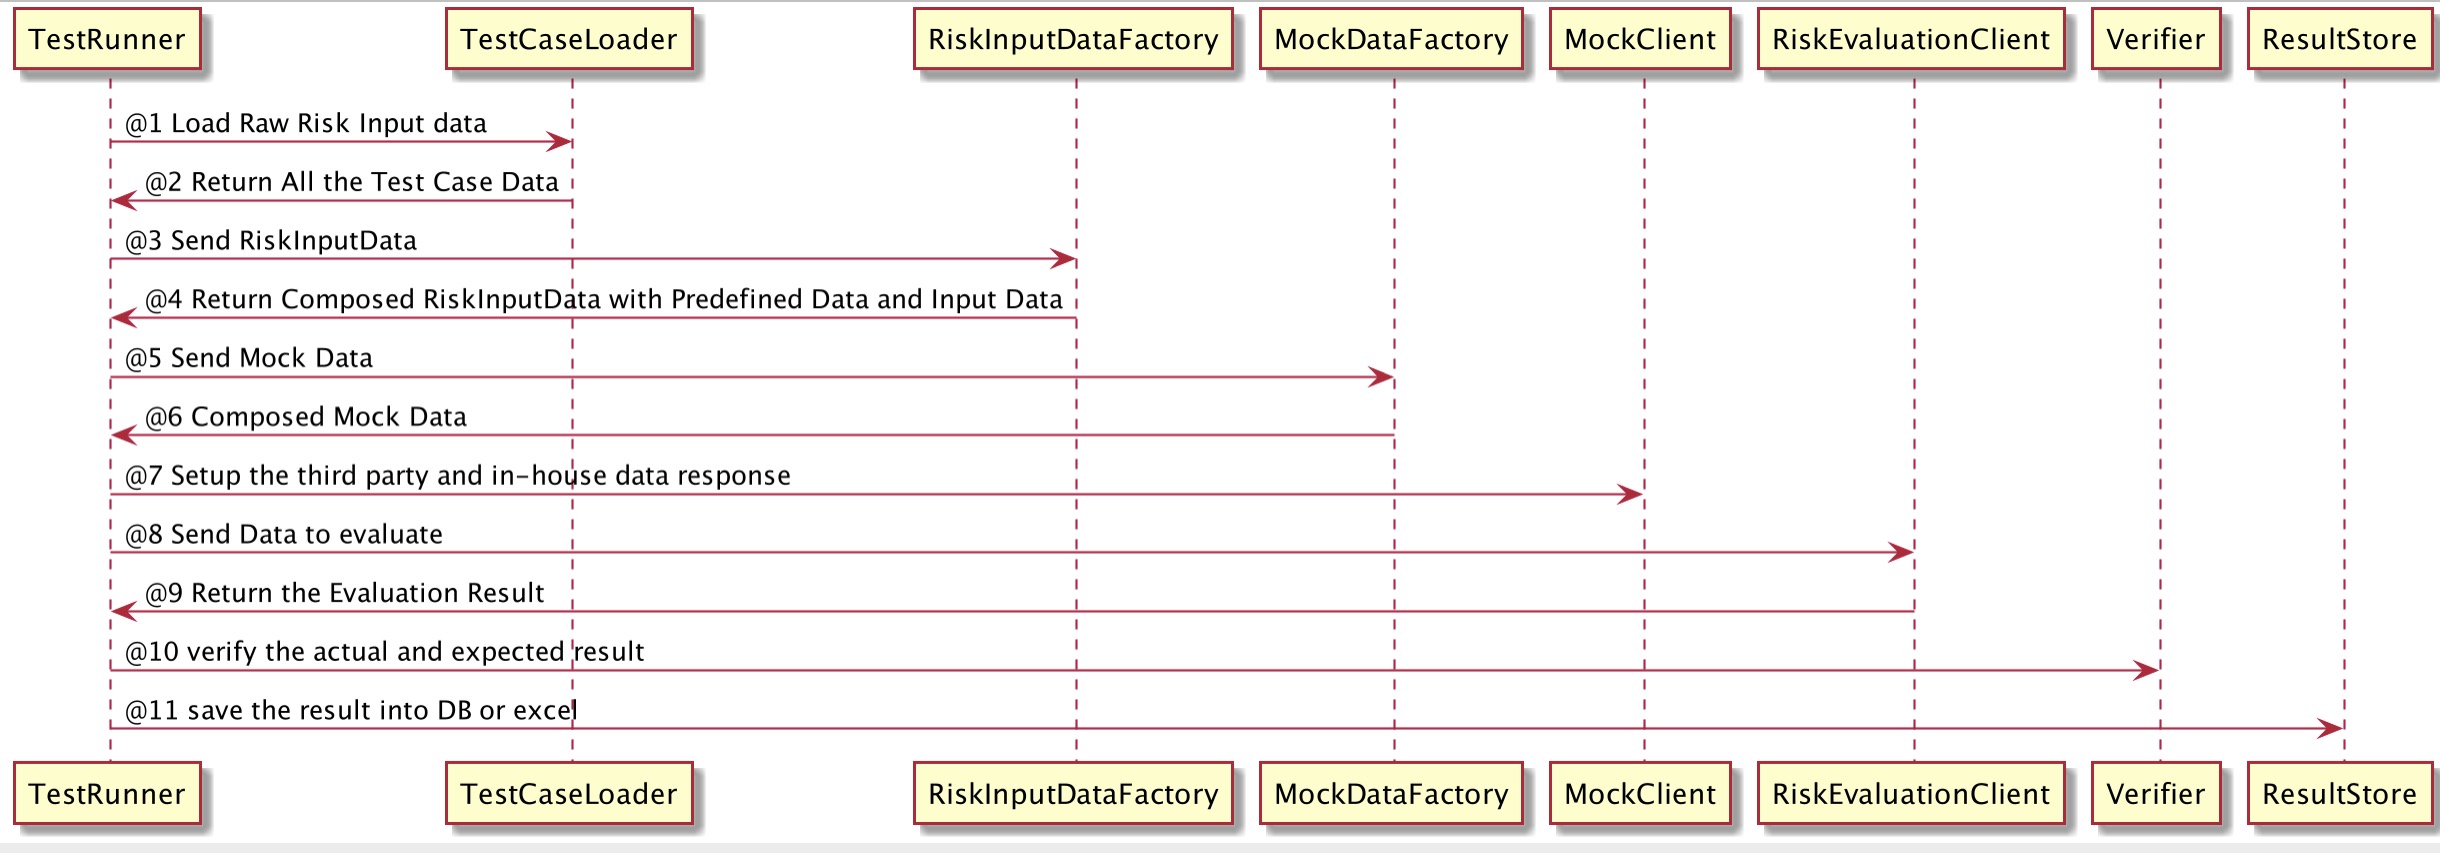 TestRunner TestCaseLoader RiskInputDataFactory MockDataFactory MockClient RiskEvaluationClient Verifier ResultStore
@1 Load Raw Risk Input data
@2 Return All the Test Case Data
@3 Send RiskInputData
@4 Return Composed RiskInputData with Predefined Data and Input Data
@5 Send Mock Data
@6 Composed Mock Data
@7 Setup the third party and in-house data response
@8 Send Data to evaluate
@9 Return the Evaluation Result
@10 verify the actual and expected result
@11 save the result into DB or excel
TestRunner TestCaseLoader RiskInputDataFactory MockDataFactory MockClient RiskEvaluationClient Verifier ResultStore